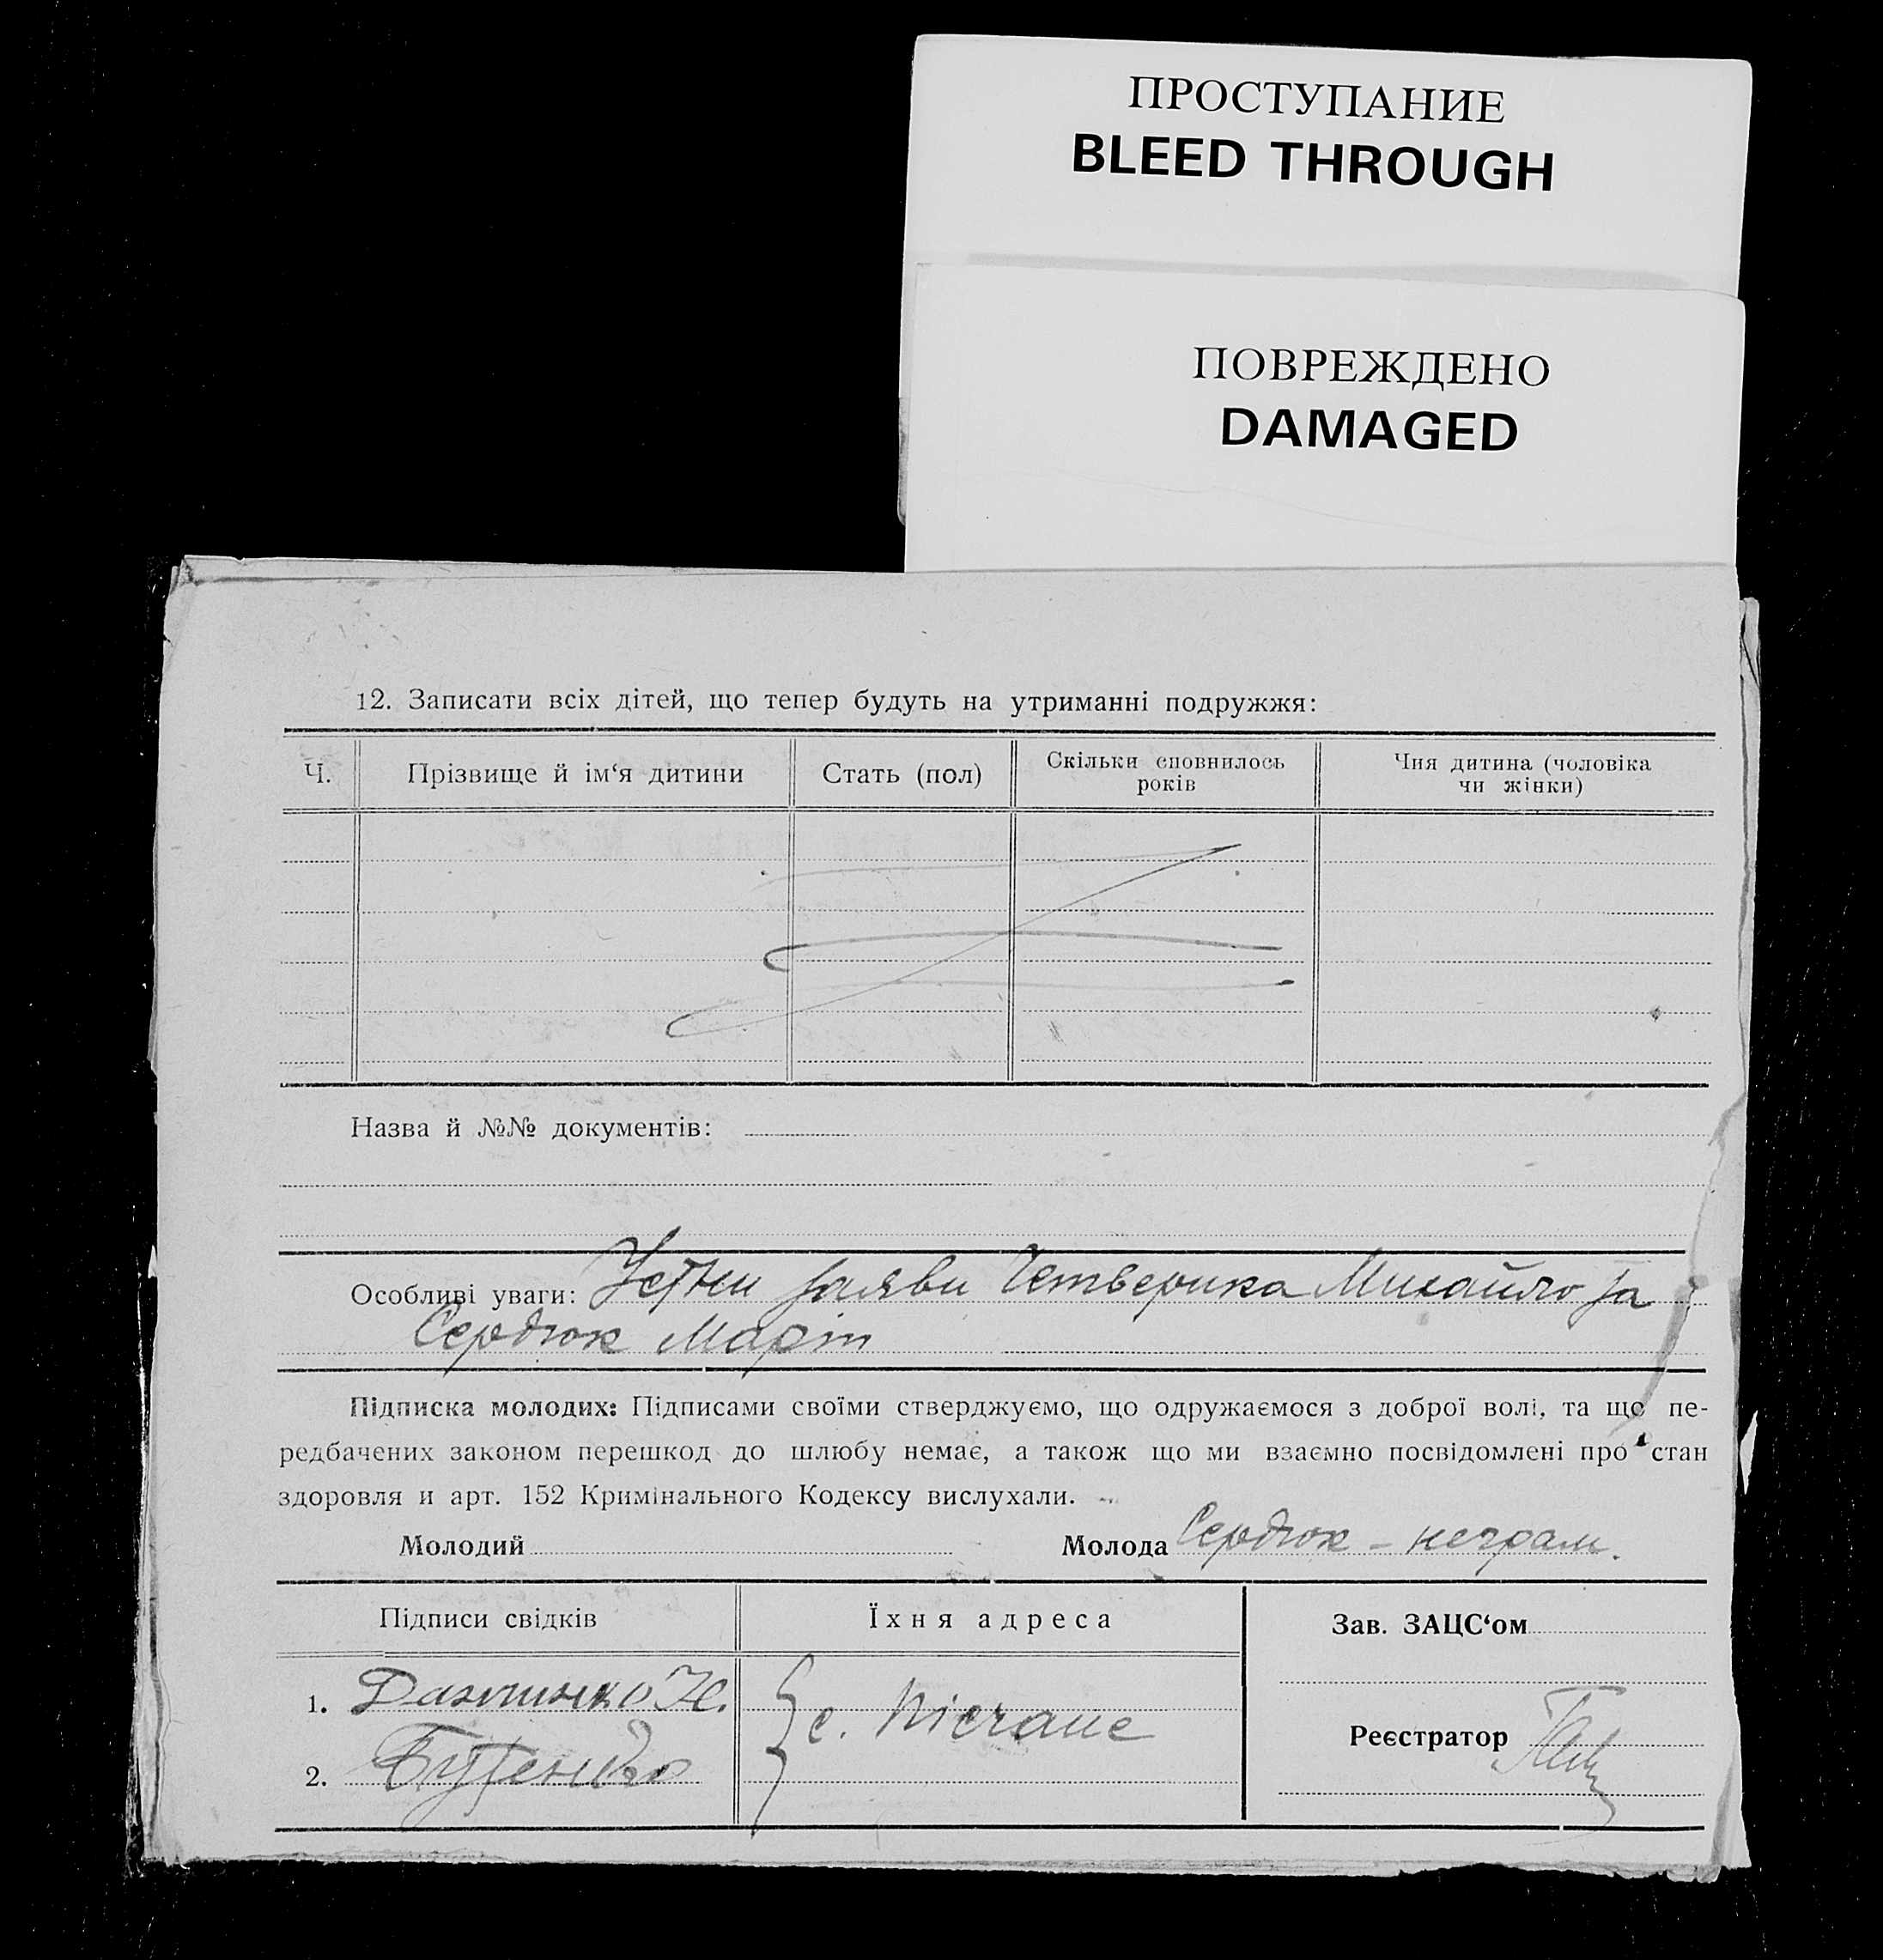 ПРОСТУПАНИЕ
BLEED THROUGH
ПОВРЕЖДЕНО
DAMAGED
12. Записати всіх дітей, що тепер будуть на утриманні подружжя:
Ч. Прізвище й ім‘я дитини Стать (пол) Скільки сповнилось років Чия дитина (чоловіка чи жінки)
Назва й №№ документів:
Особливі уваги: Устни заяви Четверика Михайло за
Сердюк Марії
Підписка молодих: Підписами своїми стверджуємо, що одружаємося з доброї волі, та що пе-
редбачених законом перешкод до шлюбу немає, а також що ми взаємно посвідомлені про стан
здоровля и арт. 152 Кримінального Кодексу вислухали.
Молодий Молода Сердюк - неграм.
Підписи свідків Їхня адреса Зав. ЗАЦС‘ом
1.
с. Пісчане
Реєстратор
2. Бутенко